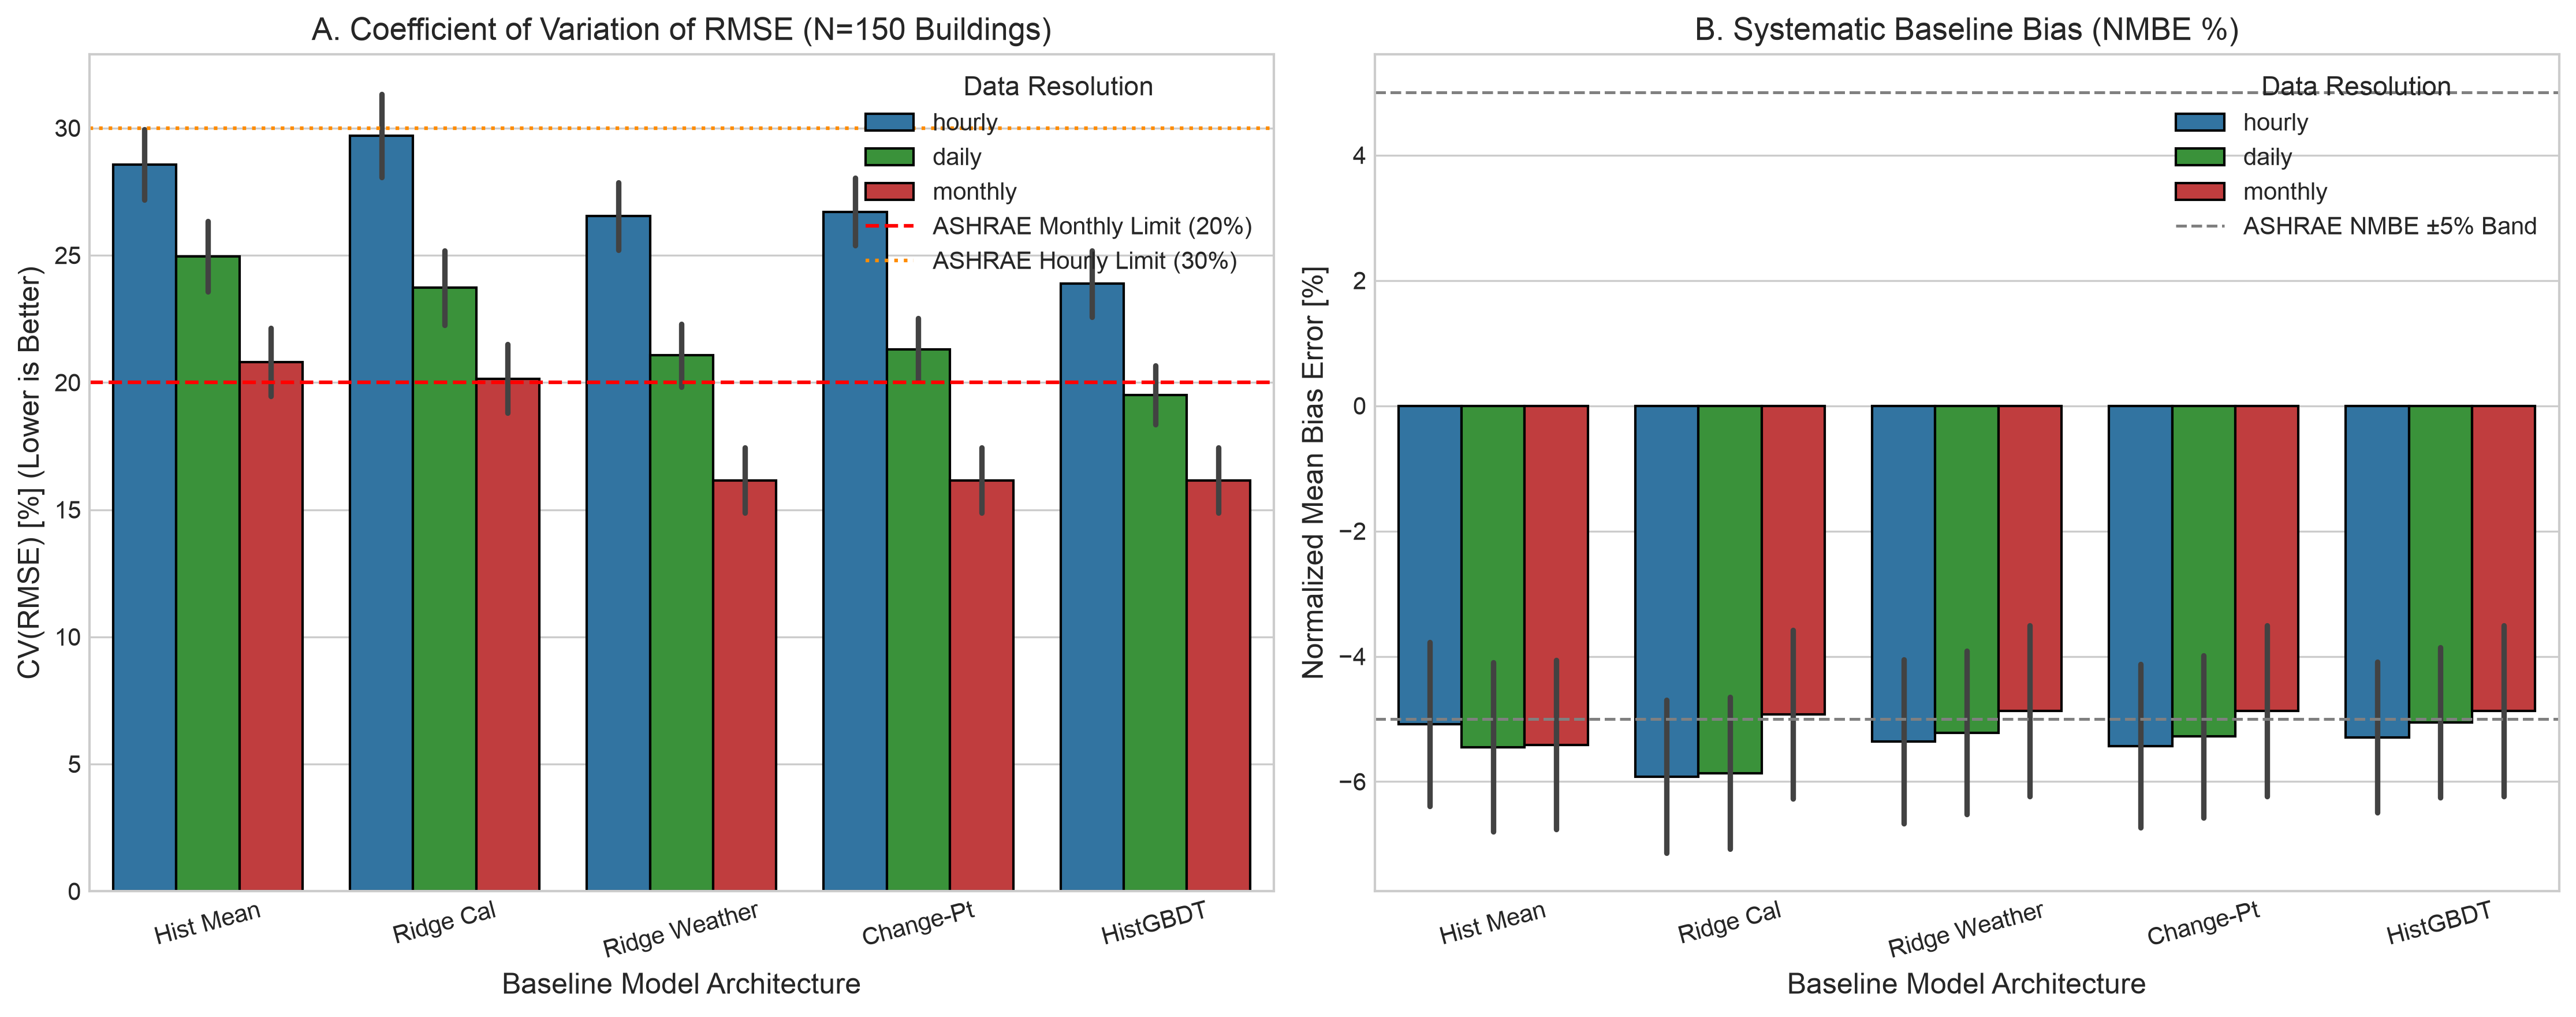 A. Coefficient of Variation of RMSE (N=150 Buildings)
CV(RMSE) [%] (Lower is Better)
30
25
20
15
10
5
0
Data Resolution
hourly
daily
monthly
ASHRAE Monthly Limit (20%)
ASHRAE Hourly Limit (30%)
Hist Mean
Ridge Cal
Ridge Weather
Change-Pt
HistGBDT
Baseline Model Architecture
B. Systematic Baseline Bias (NMBE %)
Normalized Mean Bias Error [%]
4
2
0
−2
−4
−6
Data Resolution
hourly
daily
monthly
ASHRAE NMBE ±5% Band
Hist Mean
Ridge Cal
Ridge Weather
Change-Pt
HistGBDT
Baseline Model Architecture